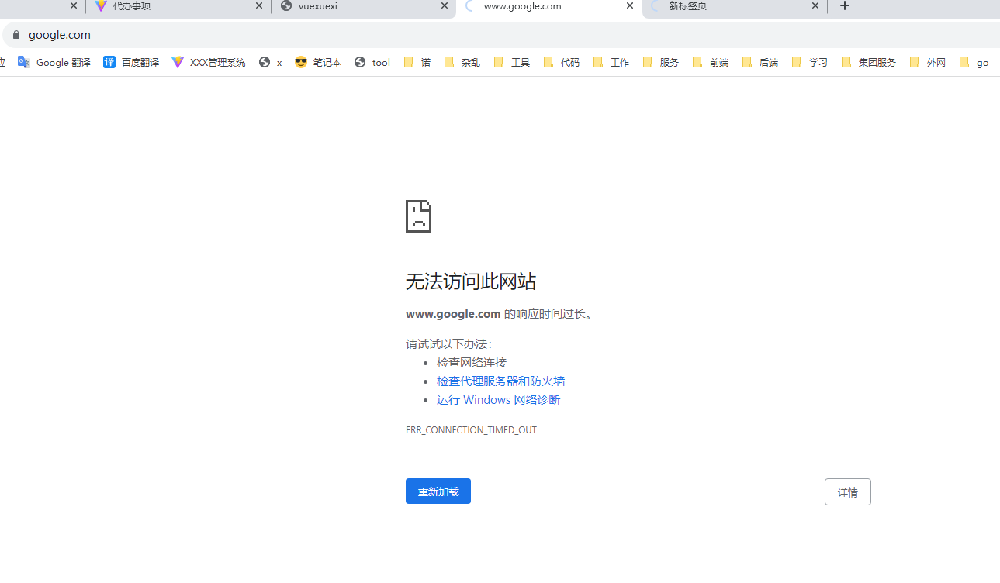 代办事项 vuexuexi www.google.com 新标签页
google.com
应 Google 翻译 百度翻译 XXX管理系统 x 笔记本 tool 诺 杂乱 工具 代码 工作 服务 前端 后端 学习 集团服务 外网 go
无法访问此网站
www.google.com 的响应时间过长。
请试试以下办法：
检查网络连接
检查代理服务器和防火墙
运行 Windows 网络诊断
ERR_CONNECTION_TIMED_OUT
重新加载 详情